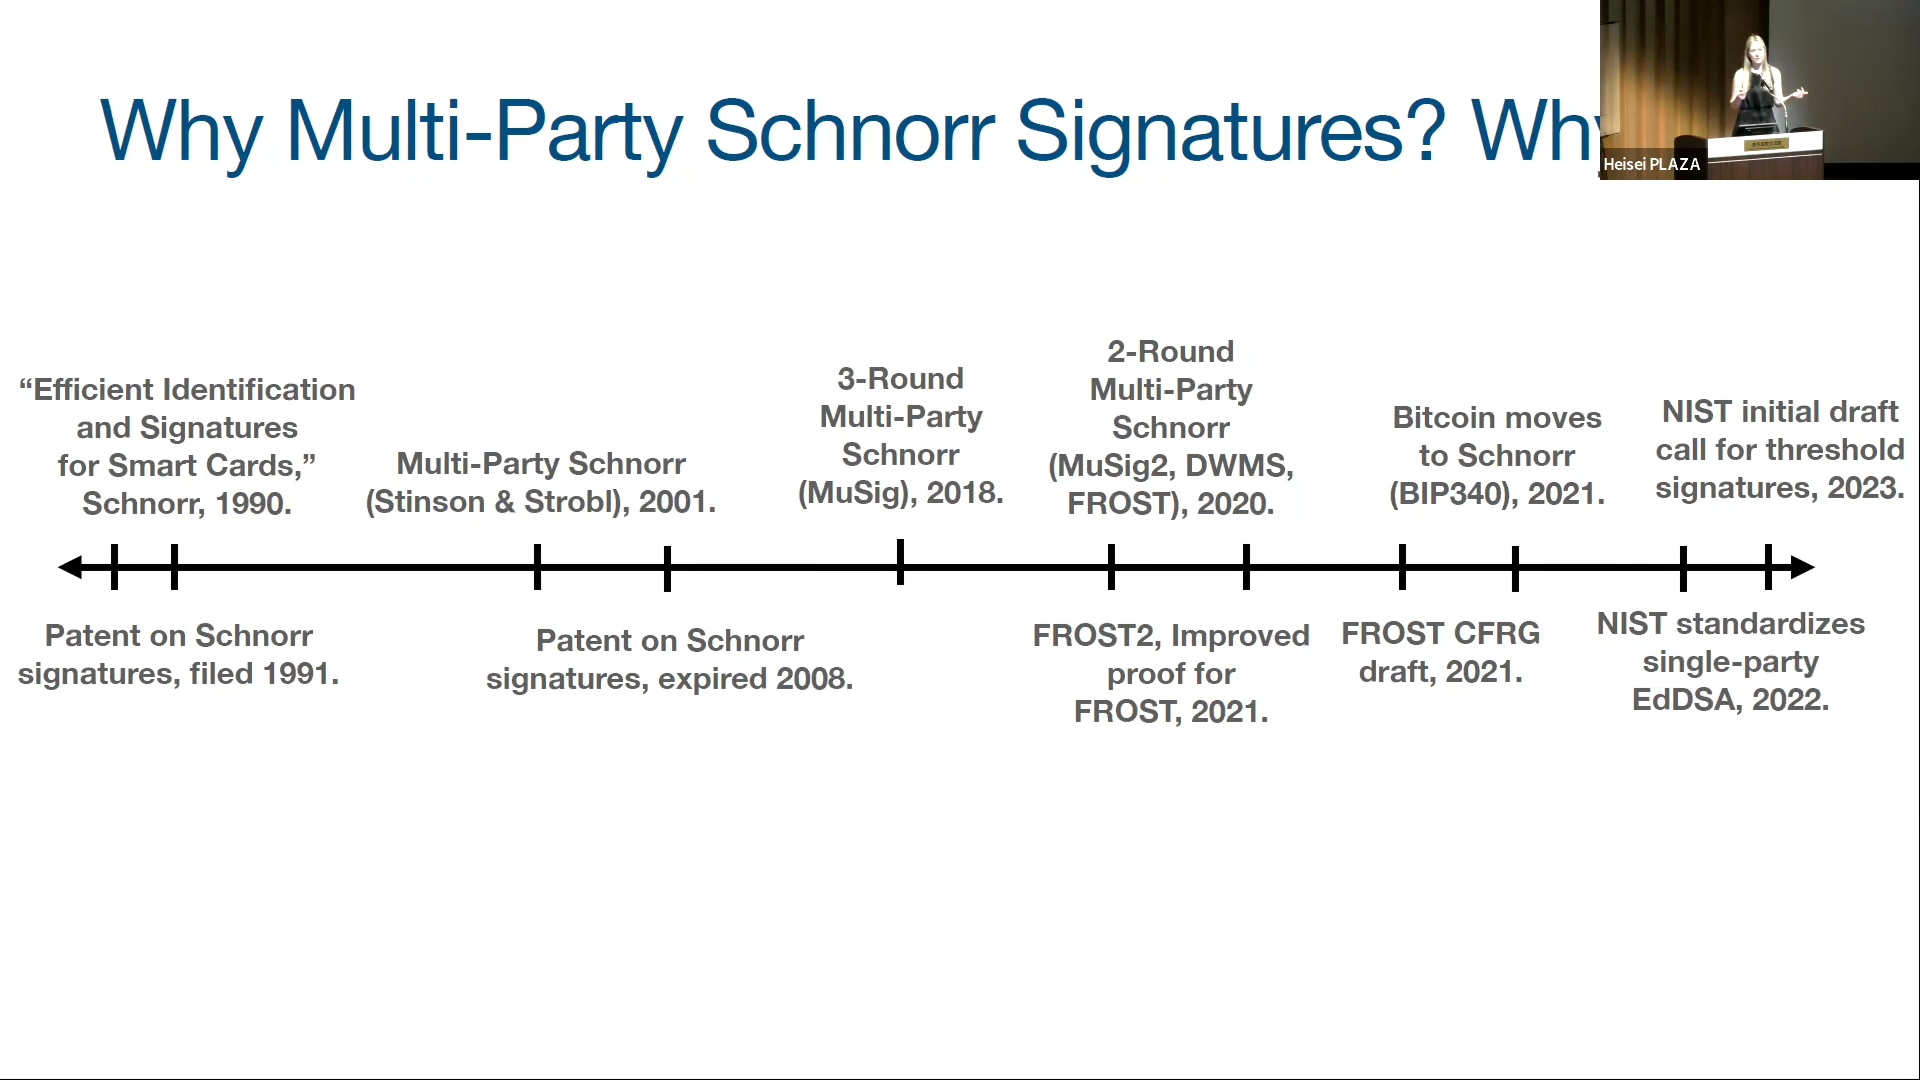 Why Multi-Party Schnorr Signatures? Why
Heisei PLAZA
“Efficient Identification
and Signatures
for Smart Cards,”
Schnorr, 1990.
Multi-Party Schnorr
(Stinson & Strobl), 2001.
3-Round
Multi-Party
Schnorr
(MuSig), 2018.
2-Round
Multi-Party
Schnorr
(MuSig2, DWMS,
FROST), 2020.
Bitcoin moves
to Schnorr
(BIP340), 2021.
NIST initial draft
call for threshold
signatures, 2023.
Patent on Schnorr
signatures, filed 1991.
Patent on Schnorr
signatures, expired 2008.
FROST2, Improved
proof for
FROST, 2021.
FROST CFRG
draft, 2021.
NIST standardizes
single-party
EdDSA, 2022.